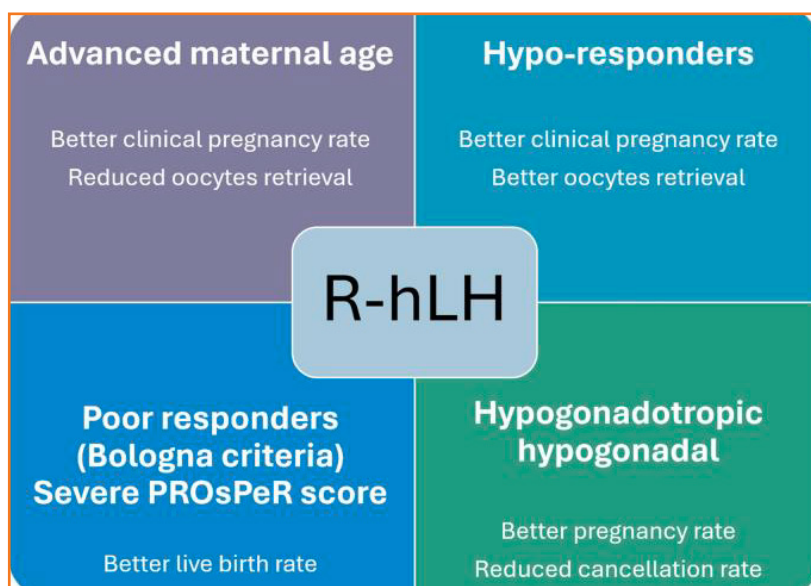 Advanced maternal age
Better clinical pregnancy rate
Reduced oocytes retrieval
Hypo-responders
Better clinical pregnancy rate
Better oocytes retrieval
R-hLH
Poor responders
(Bologna criteria)
Severe PROsPeR score
Better live birth rate
Hypogonadotropic
hypogonadal
Better pregnancy rate
Reduced cancellation rate